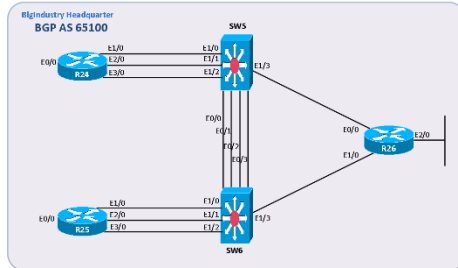 BigIndustry Headquarter
BGP AS 65100
SW5
E1/0 E1/0
E0/0 E2/0 E1/1
E3/0 E1/2
R24
E1/3
E0/0
E0/1
E0/2
E0/3
E0/0
E2/0
E1/0
R26
E1/0 E1/0
E0/0 E2/0 E1/1
E3/0 E1/2
R25
E1/3
SW6